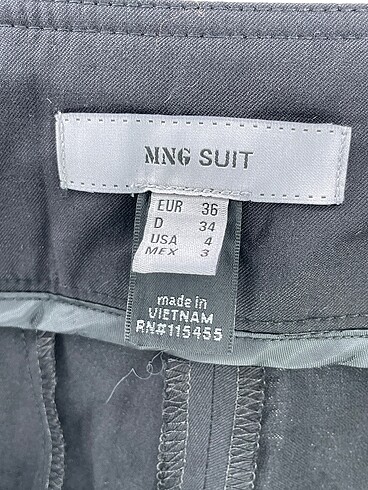 MNG SUIT
EUR 36
D 34
USA 4
MEX 3
made in
VIETNAM
RN#115455